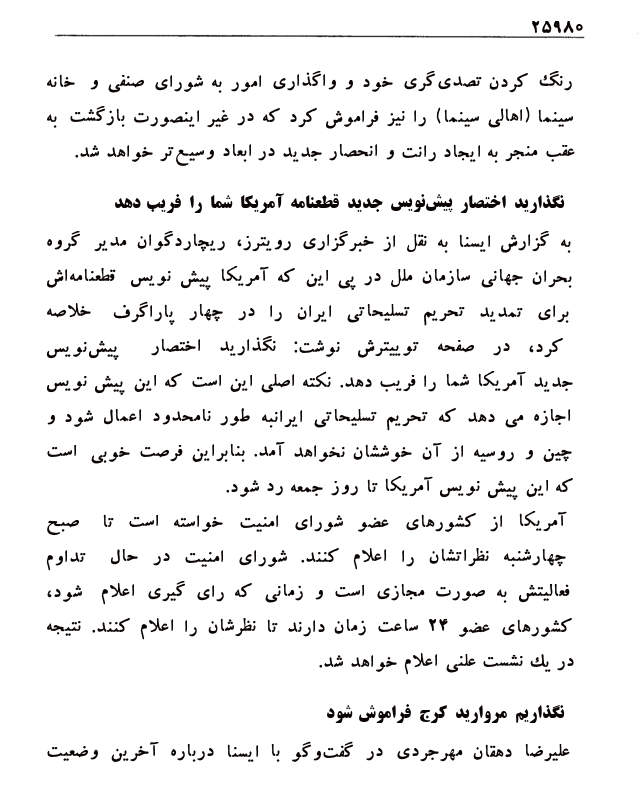 ۲۵۹۸۰
رنگ کردن تصدی‌گری خود و واگذاری امور به شورای صنفی و خانه
سینما (اهالی سینما) را نیز فراموش کرد که در غیر اینصورت بازگشت به
عقب منجر به ایجاد رانت و انحصار جدید در ابعاد وسیع‌تر خواهد شد.
نگذارید اختصار پیش‌نویس جدید قطعنامه آمریکا شما را فریب دهد
به گزارش ایسنا به نقل از خبرگزاری رویترز، ریچاردگوان مدیر گروه
بحران جهانی سازمان ملل در پی این که آمریکا پیش نویس قطعنامه‌اش
برای تمدید تحریم تسلیحاتی ایران را در چهار پاراگرف خلاصه
کرد، در صفحه توییترش نوشت: نگذارید اختصار پیش‌نویس
جدید آمریکا شما را فریب دهد. نکته اصلی این است که این پیش نویس
اجازه می دهد که تحریم تسلیحاتی ایرانبه طور نامحدود اعمال شود و
چین و روسیه از آن خوششان نخواهد آمد. بنابراین فرصت خوبی است
که این پیش نویس آمریکا تا روز جمعه رد شود.
آمریکا از کشورهای عضو شورای امنیت خواسته است تا صبح
چهارشنبه نظراتشان را اعلام کنند. شورای امنیت در حال تداوم
فعالیتش به صورت مجازی است و زمانی که رای گیری اعلام شود،
کشورهای عضو ۲۴ ساعت زمان دارند تا نظرشان را اعلام کنند. نتیجه
در یك نشست علنی اعلام خواهد شد.
نگذاریم مروارید کرج فراموش شود
علیرضا دهقان مهرجردی در گفت‌وگو با ایسنا درباره آخرین وضعیت